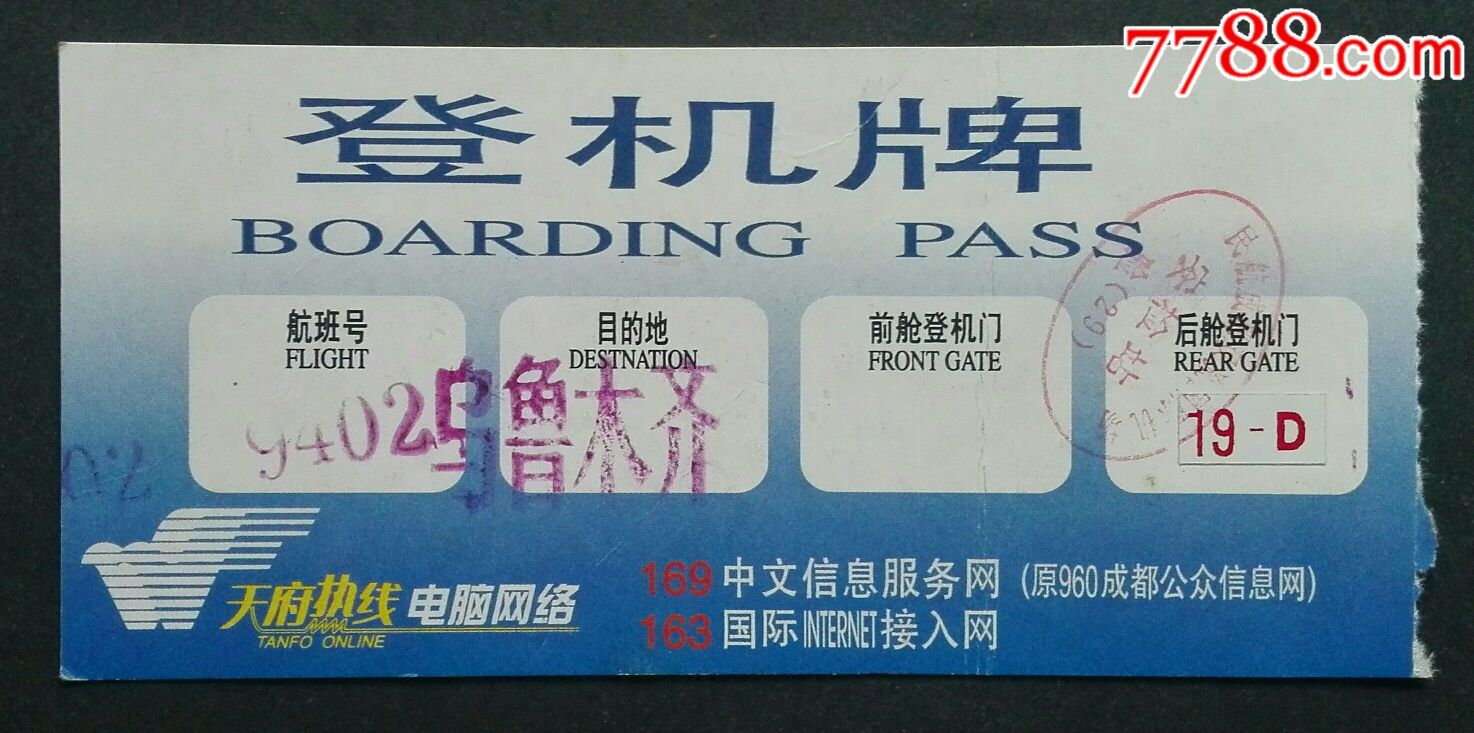 7788.com
登机牌
BOARDING PASS
航班号
FLIGHT
目的地
DESTNATION
前舱登机门
FRONT GATE
后舱登机门
REAR GATE
y402
乌鲁木齐
19-D
安检
(29)
天府热线 电脑网络
TANFO ONLINE
169 中文信息服务网 (原960成都公众信息网)
163 国际INTERNET接入网